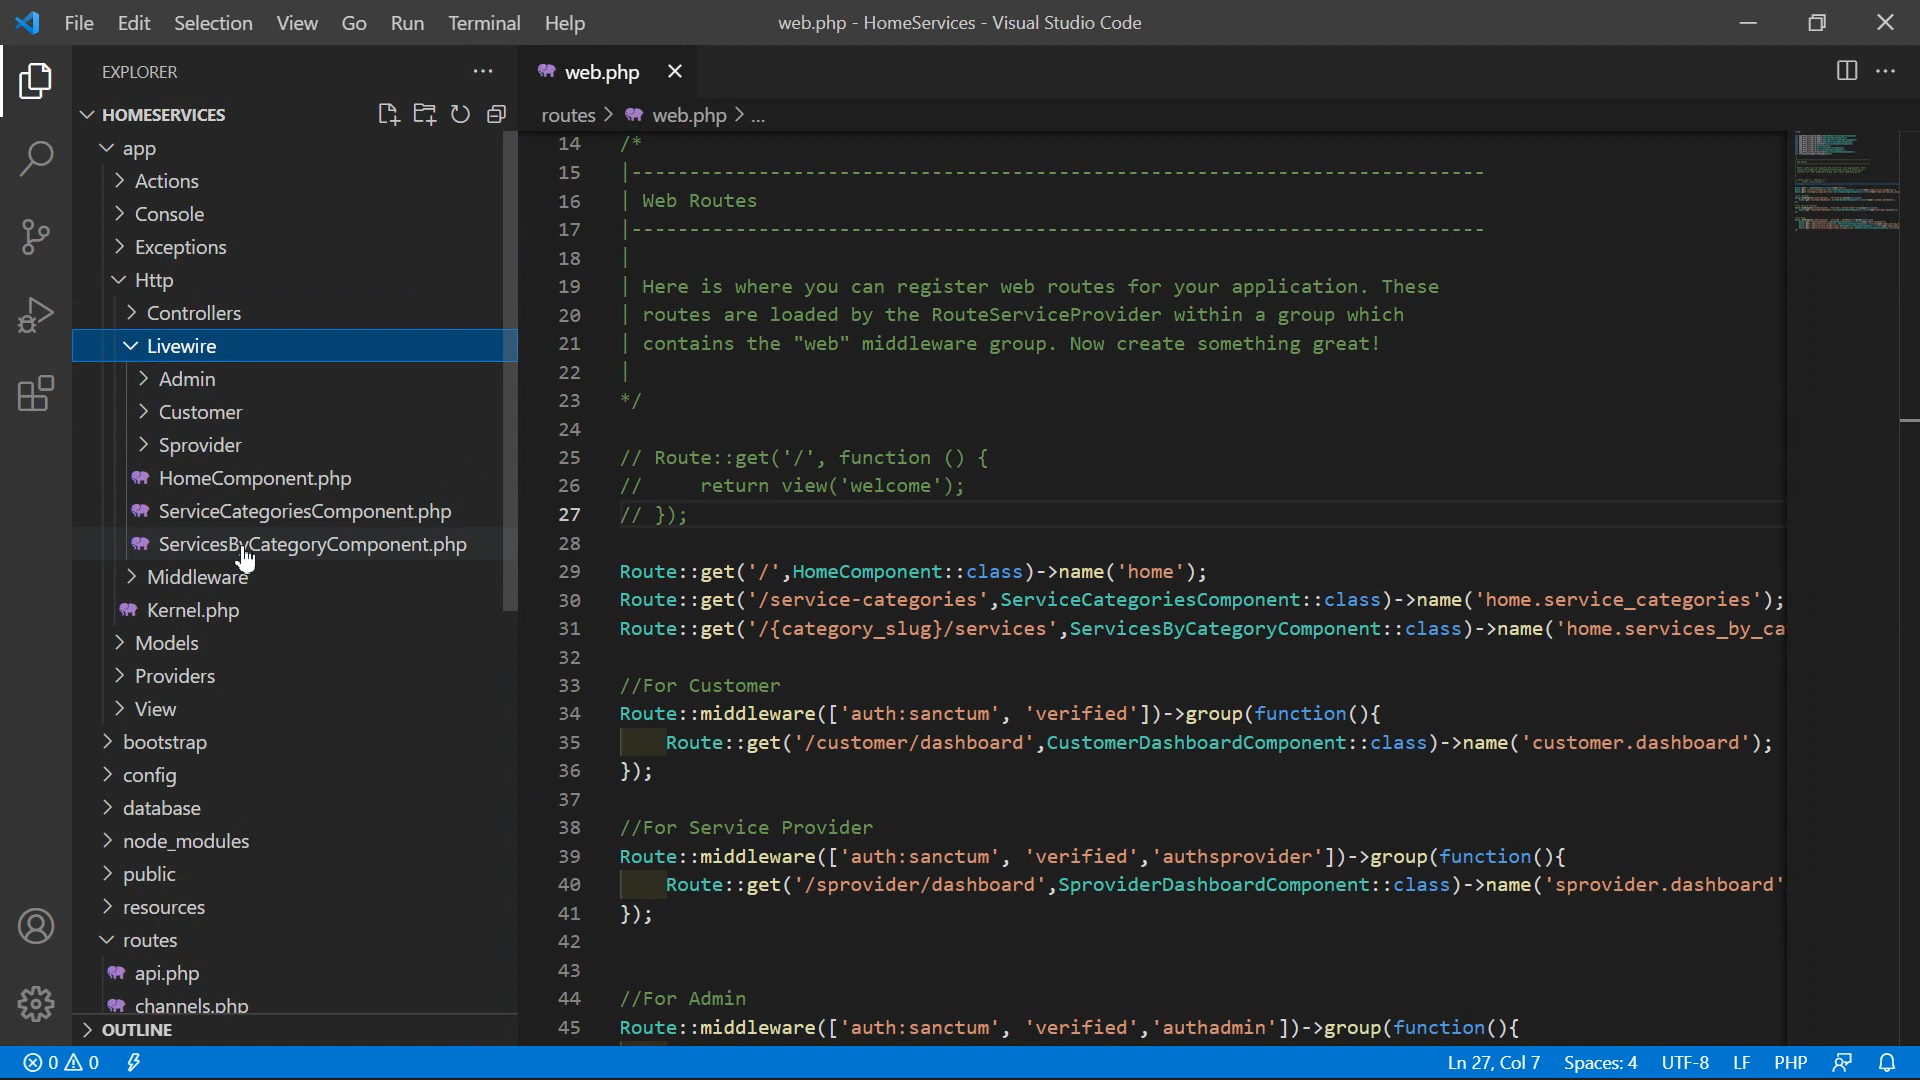 File Edit Selection View Go Run Terminal Help
web.php - HomeServices - Visual Studio Code
EXPLORER
HOMESERVICES
app
Actions
Console
Exceptions
Http
Controllers
Livewire
Admin
Customer
Sprovider
HomeComponent.php
ServiceCategoriesComponent.php
ServicesByCategoryComponent.php
Middleware
Kernel.php
Models
Providers
View
bootstrap
config
database
node_modules
public
resources
routes
api.php
channels.php
OUTLINE
web.php
routes > web.php > ...
14 /*
15 |--------------------------------------------------------------------------
16 | Web Routes
17 |--------------------------------------------------------------------------
18 |
19 | Here is where you can register web routes for your application. These
20 | routes are loaded by the RouteServiceProvider within a group which
21 | contains the "web" middleware group. Now create something great!
22 |
23 */
24
25 // Route::get('/', function () {
26 //     return view('welcome');
27 // });
28
29 Route::get('/',HomeComponent::class)->name('home');
30 Route::get('/service-categories',ServiceCategoriesComponent::class)->name('home.service_categories');
31 Route::get('/{category_slug}/services',ServicesByCategoryComponent::class)->name('home.services_by_ca
32
33 //For Customer
34 Route::middleware(['auth:sanctum', 'verified'])->group(function(){
35     Route::get('/customer/dashboard',CustomerDashboardComponent::class)->name('customer.dashboard');
36 });
37
38 //For Service Provider
39 Route::middleware(['auth:sanctum', 'verified','authsprovider'])->group(function(){
40     Route::get('/sprovider/dashboard',SproviderDashboardComponent::class)->name('sprovider.dashboard'
41 });
42
43
44 //For Admin
45 Route::middleware(['auth:sanctum', 'verified','authadmin'])->group(function(){
0 0
Ln 27, Col 7 Spaces: 4 UTF-8 LF PHP